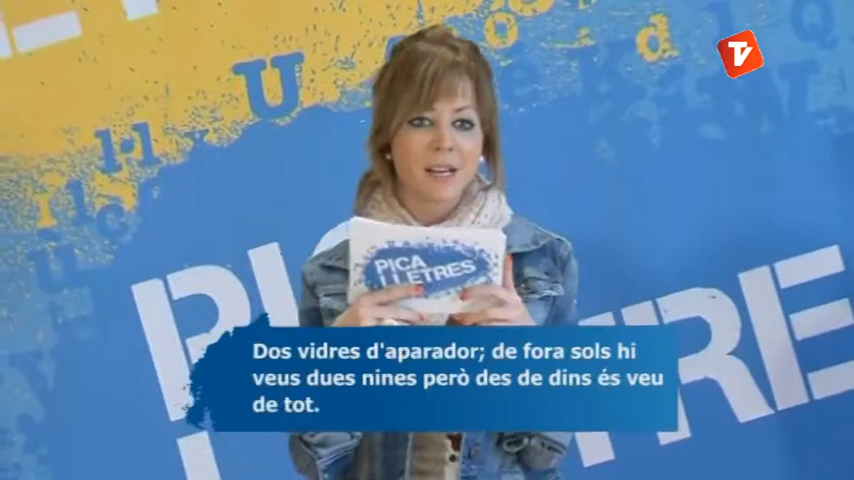 TV
PICA
LLETRES
Dos vidres d'aparador; de fora sols hi
veus dues nines però des de dins és veu
de tot.